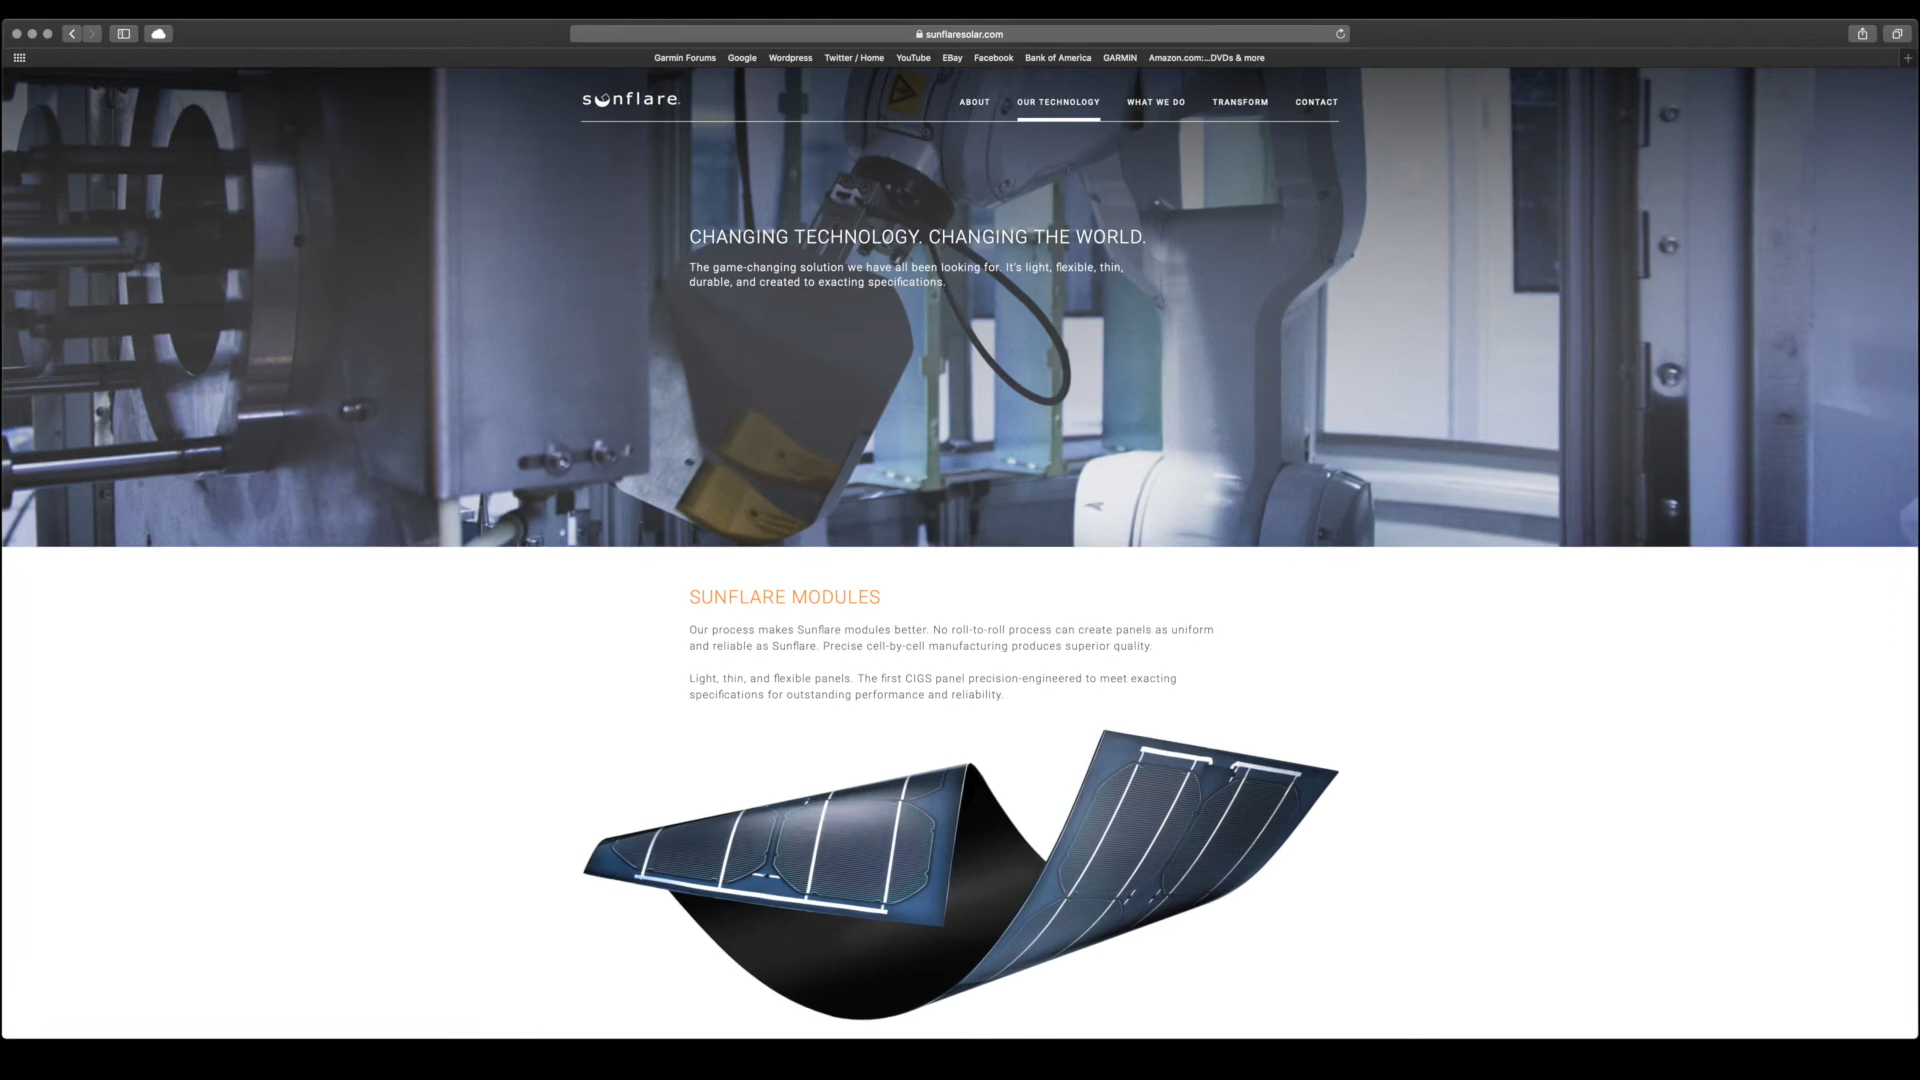 sunflaresolar.com
Garmin Forums Google Wordpress Twitter / Home YouTube EBay Facebook Bank of America GARMIN Amazon.com:...DVDs & more
sunflare.
ABOUT OUR TECHNOLOGY WHAT WE DO TRANSFORM CONTACT
CHANGING TECHNOLOGY. CHANGING THE WORLD.
The game-changing solution we have all been looking for. It's light, flexible, thin,
durable, and created to exacting specifications.
SUNFLARE MODULES
Our process makes Sunflare modules better. No roll-to-roll process can create panels as uniform
and reliable as Sunflare. Precise cell-by-cell manufacturing produces superior quality.
Light, thin, and flexible panels. The first CIGS panel precision-engineered to meet exacting
specifications for outstanding performance and reliability.